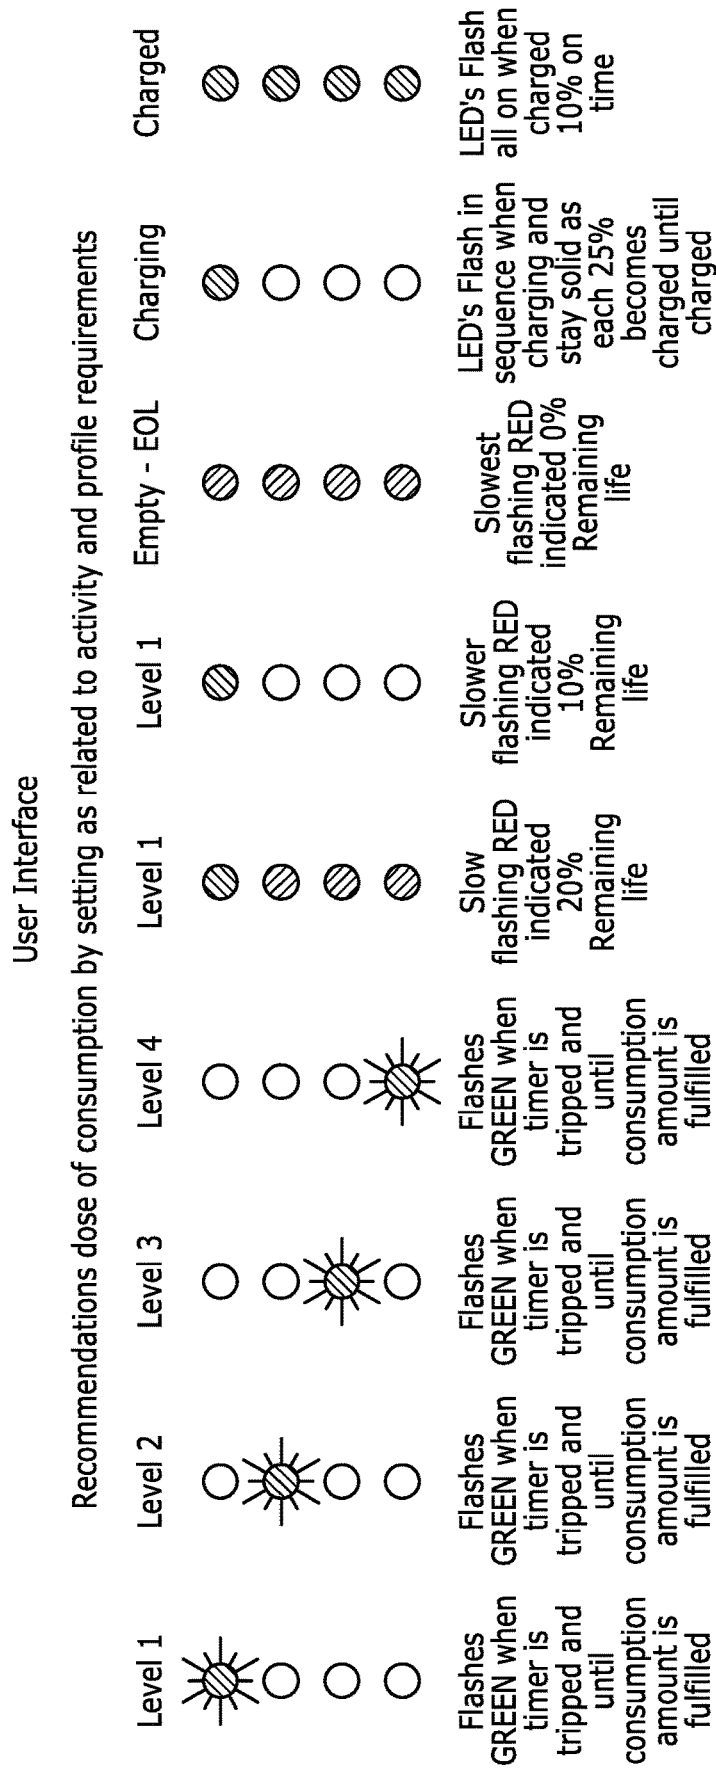 User Interface
Recommendations dose of consumption by setting as related to activity and profile requirements
Level 1
Flashes
GREEN when
timer is
tripped and
until
consumption
amount is
fulfilled
Level 2
Flashes
GREEN when
timer is
tripped and
until
consumption
amount is
fulfilled
Level 3
Flashes
GREEN when
timer is
tripped and
until
consumption
amount is
fulfilled
Level 4
Flashes
GREEN when
timer is
tripped and
until
consumption
amount is
fulfilled
Level 1
Slow
flashing RED
indicated
20%
Remaining
life
Level 1
Slower
flashing RED
indicated
10%
Remaining
life
Empty - EOL
Slowest
flashing RED
indicated 0%
Remaining
life
Charging
LED's Flash in
sequence when
charging and
stay solid as
each 25%
becomes
charged until
charged
Charged
LED's Flash
all on when
charged
10% on
time